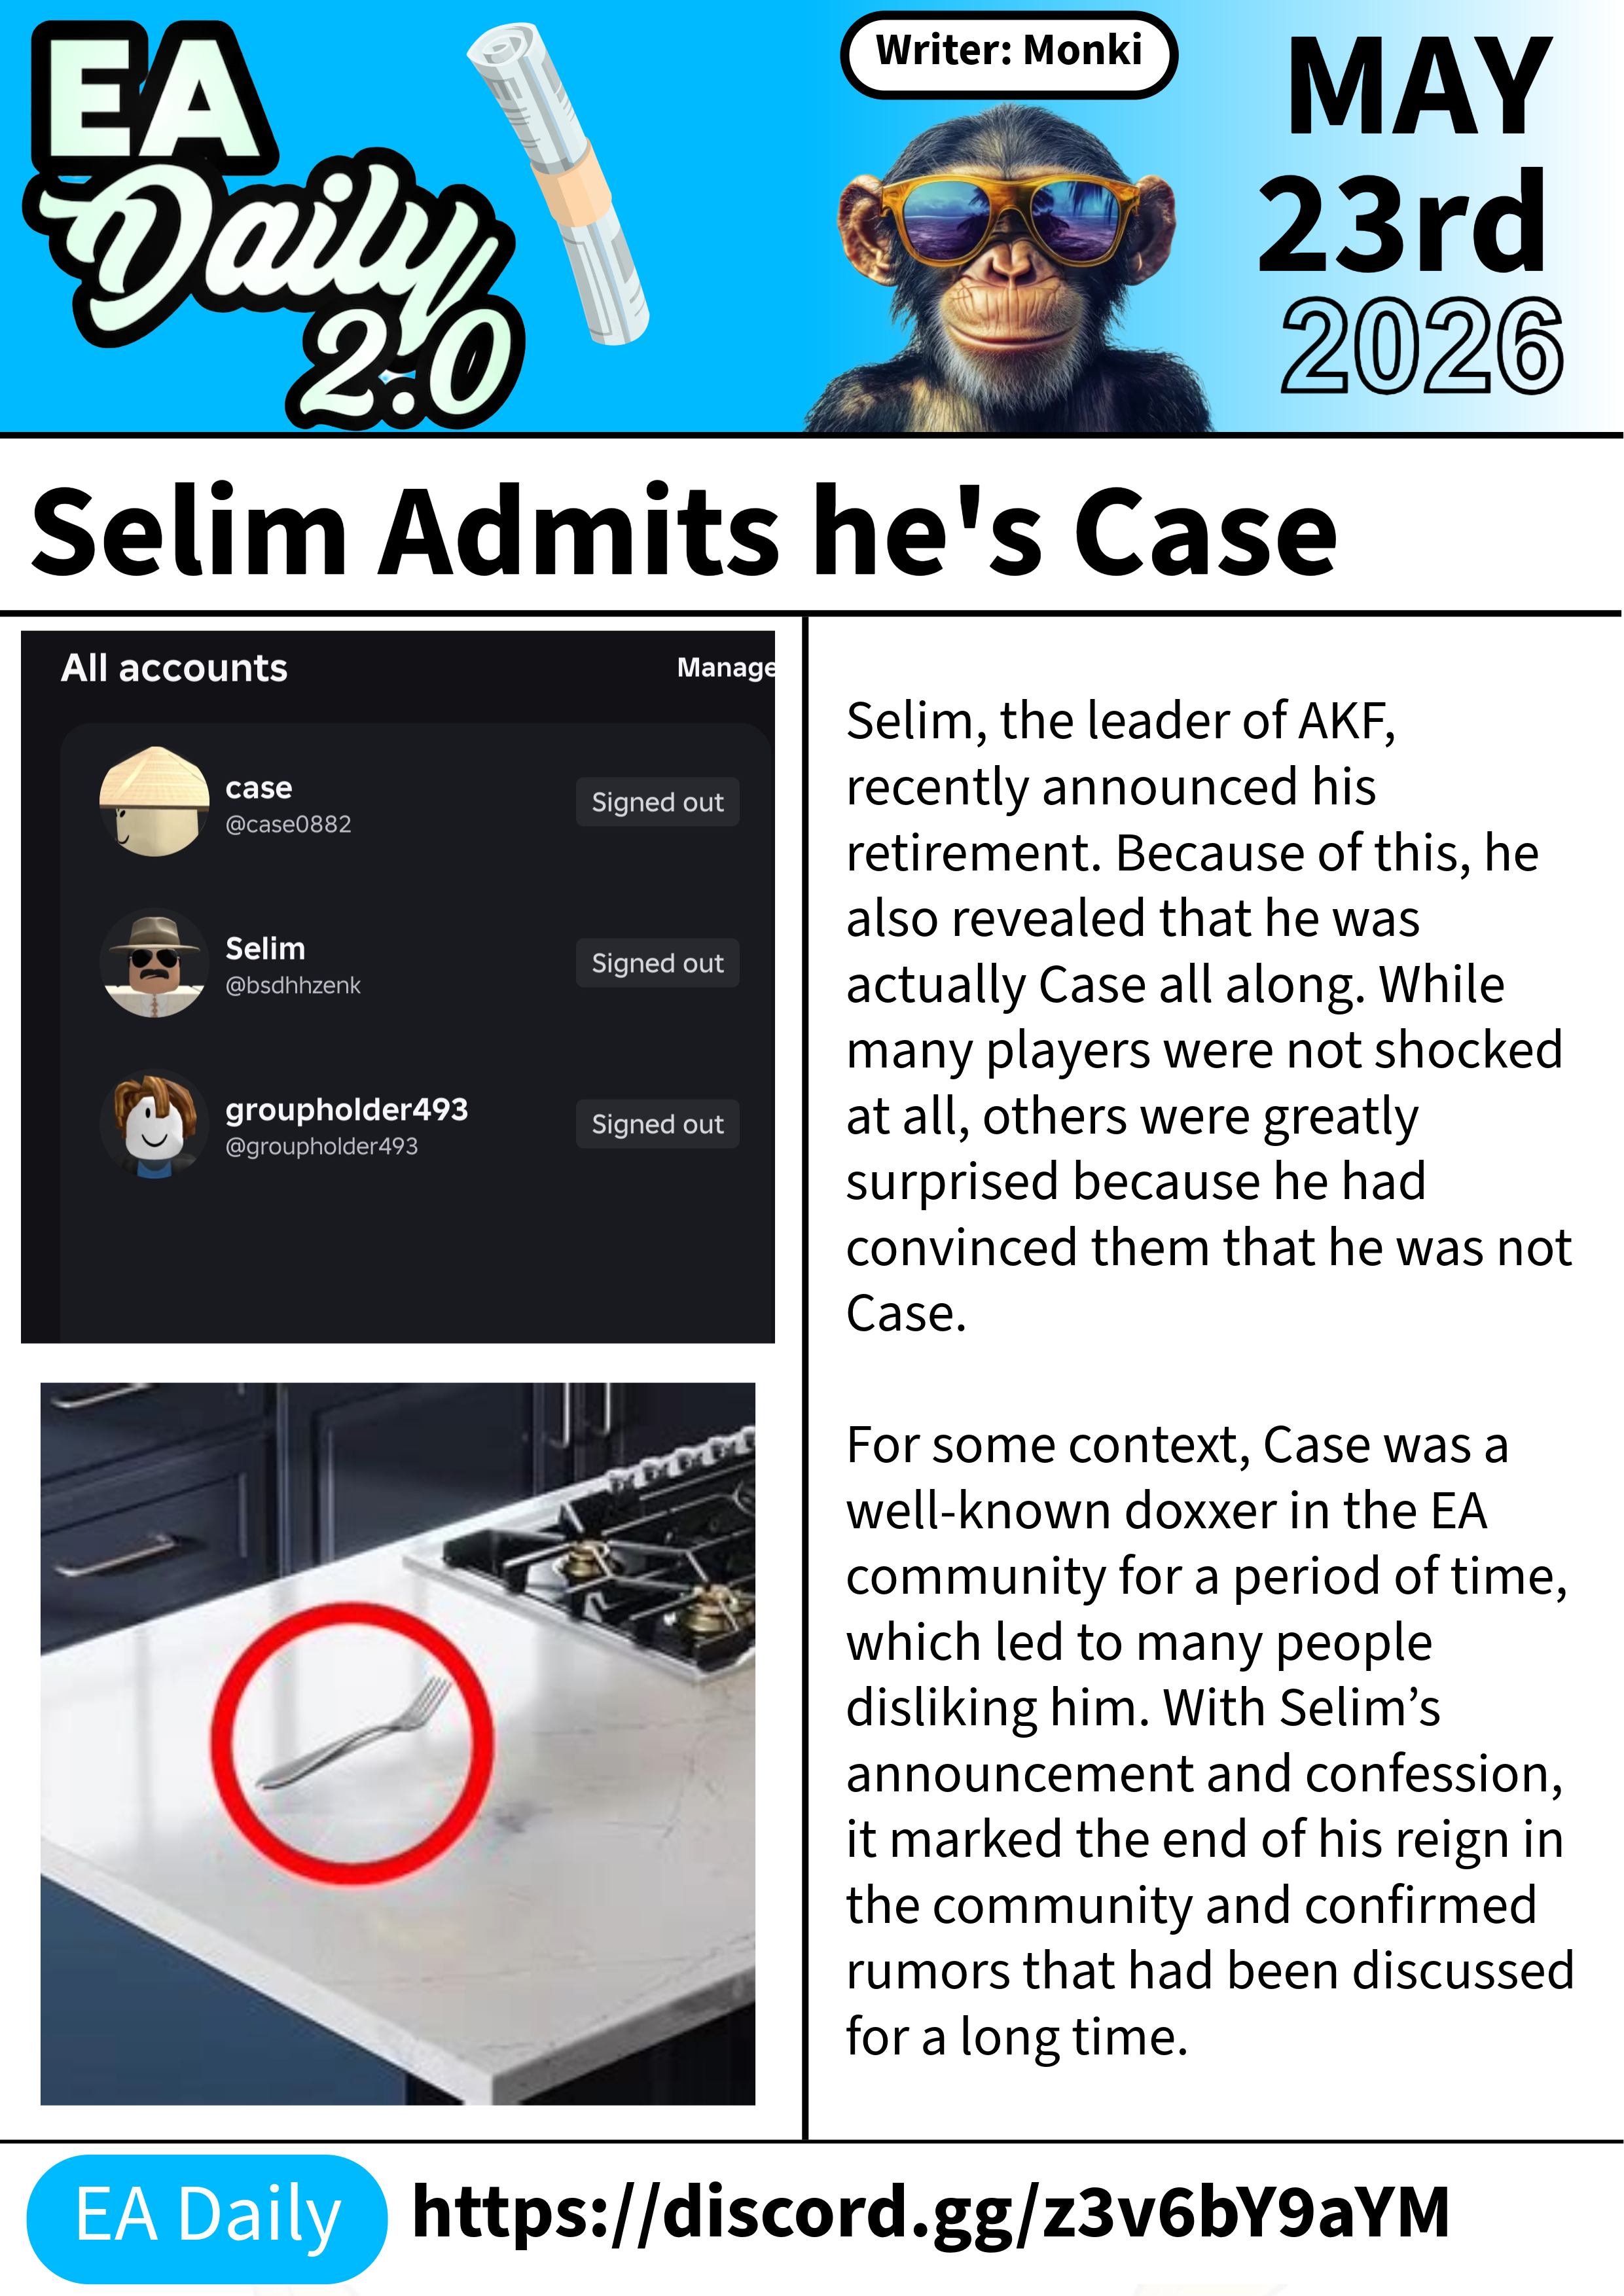 EA
Daily
2.0
Writer: Monki
MAY
23rd
2026
Selim Admits he's Case
All accounts
Manage
case
@case0882
Signed out
Selim
@bsdhhzenk
Signed out
groupholder493
@groupholder493
Signed out
Selim, the leader of AKF,
recently announced his
retirement. Because of this, he
also revealed that he was
actually Case all along. While
many players were not shocked
at all, others were greatly
surprised because he had
convinced them that he was not
Case.
For some context, Case was a
well-known doxxer in the EA
community for a period of time,
which led to many people
disliking him. With Selim’s
announcement and confession,
it marked the end of his reign in
the community and confirmed
rumors that had been discussed
for a long time.
EA Daily
https://discord.gg/z3v6bY9aYM